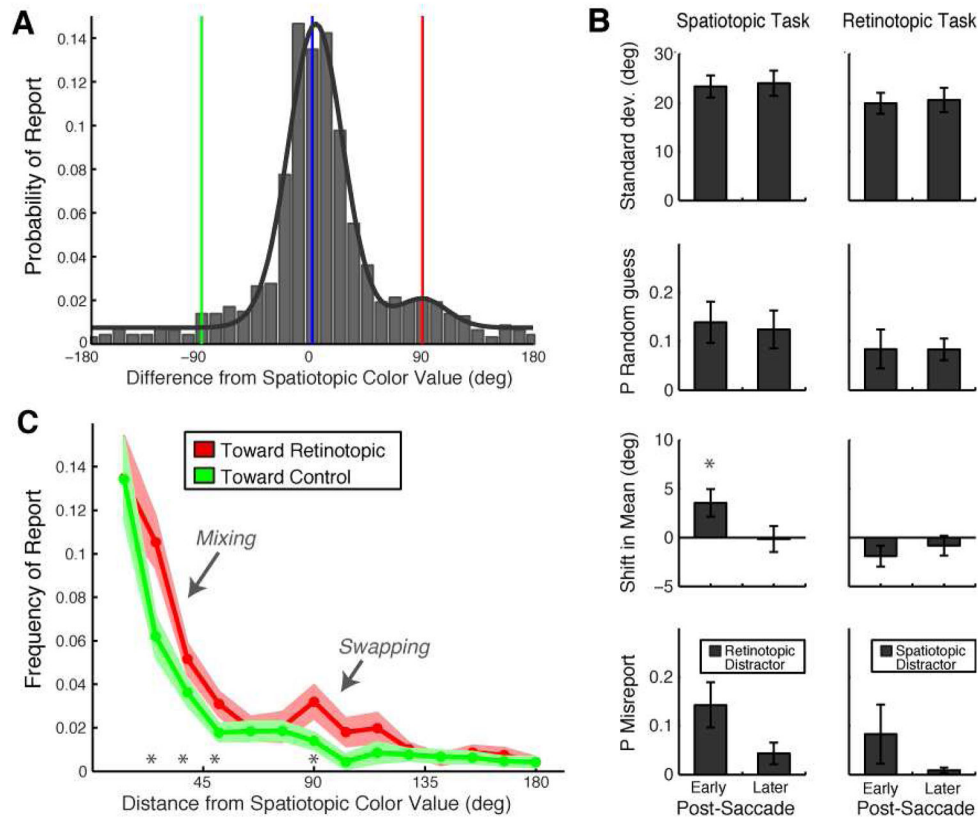 A
Probability of Report
0.14
0.12
0.1
0.08
0.06
0.04
0.02
0
-180
-90
0
90
180
Difference from Spatiotopic Color Value (deg)
B
Spatiotopic Task
Retinotopic Task
Standard dev. (deg)
30
20
10
0
P Random guess
0.2
0.1
0
Shift in Mean (deg)
10
5
0
-5
*
P Misreport
0.2
0.1
0
Retinotopic
Distractor
Spatiotopic
Distractor
Early
Later
Early
Later
Post-Saccade
Post-Saccade
C
Frequency of Report
0.14
0.12
0.1
0.08
0.06
0.04
0.02
0
Toward Retinotopic
Toward Control
Mixing
Swapping
* * * *
45
90
135
180
Distance from Spatiotopic Color Value (deg)